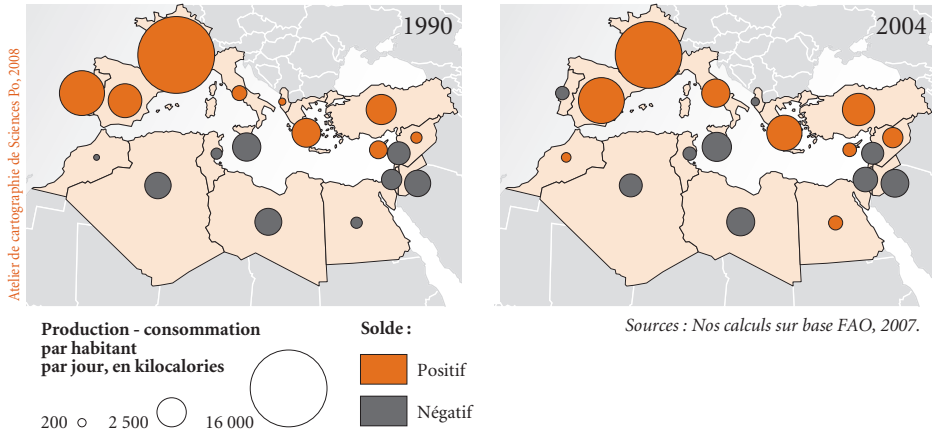 1990
2004
Atelier de cartographie de Sciences Po, 2008
Production - consommation
par habitant
par jour, en kilocalories
200
2 500
16 000
Solde :
Positif
Négatif
Sources : Nos calculs sur base FAO, 2007.